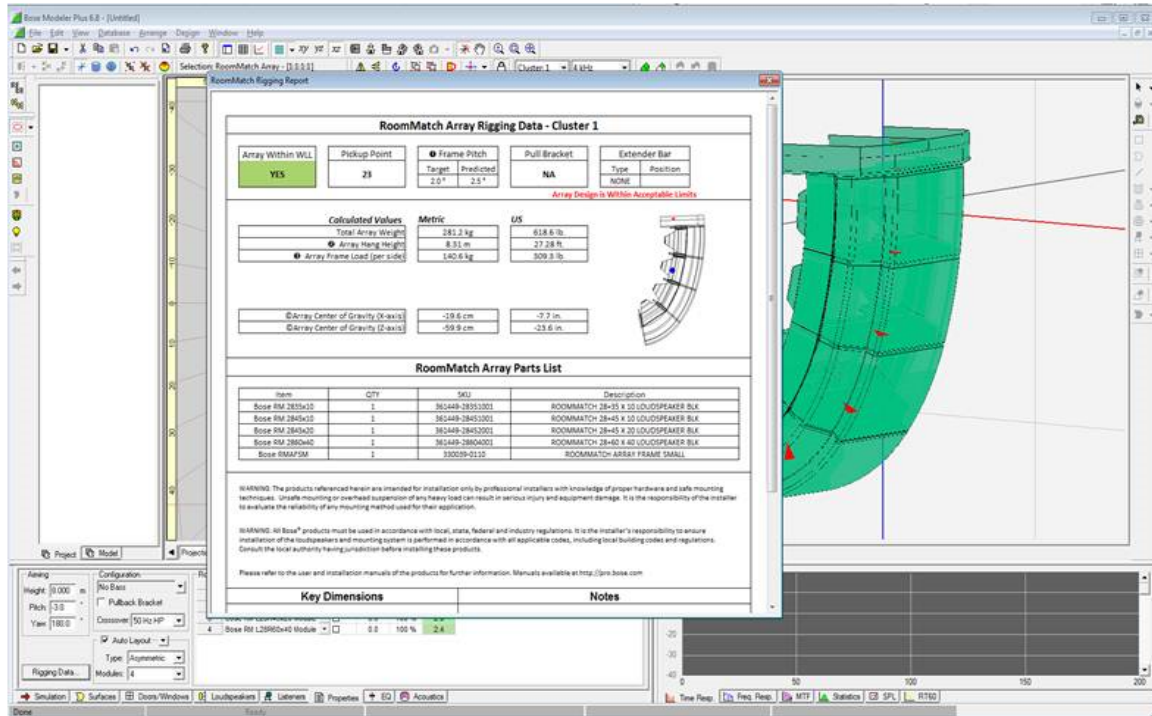 Bose Modeler Plus 6.8 - [Untitled]
File Edit View Database Arrange Design Window Help
xy yz xz
Selection: RoomMatch Array - [1:1:1:1] Cluster 1 4 kHz
RoomMatch Rigging Report
RoomMatch Array Rigging Data - Cluster 1
Array Within WLL Pickup Point Frame Pitch Pull Bracket Extender Bar
Target Predicted Type Position
YES 23 2.0° 2.5° NA NONE
Array Design is Within Acceptable Limits
Calculated Values Metric US
Total Array Weight 281.2 kg 618.6 lb.
Array Hang Height 8.31 m 27.28 ft.
Array Frame Load (per side) 140.6 kg 309.3 lb.
©Array Center of Gravity (X-axis) -19.6 cm -7.7 in.
©Array Center of Gravity (Z-axis) -59.9 cm -23.6 in.
RoomMatch Array Parts List
Item QTY SKU Description
Bose RM 2835x10 1 361449-28351001 ROOMMATCH 28+35 X 10 LOUDSPEAKER BLK
Bose RM 2845x10 1 361449-28451001 ROOMMATCH 28+45 X 10 LOUDSPEAKER BLK
Bose RM 2845x20 1 361449-28452001 ROOMMATCH 28+45 X 20 LOUDSPEAKER BLK
Bose RM 2860x40 1 361449-28604001 ROOMMATCH 28+60 X 40 LOUDSPEAKER BLK
Bose RMAFSM 1 330039-0110 ROOMMATCH ARRAY FRAME SMALL
WARNING: The products referenced herein are intended for installation only by professional installers with knowledge of proper hardware and safe mounting
techniques. Unsafe mounting or overhead suspension of any heavy load can result in serious injury and equipment damage. It is the responsibility of the installer
to evaluate the reliability of any mounting method used for their application.
WARNING: All Bose® products must be used in accordance with local, state, federal and industry regulations. It is the installer's responsibility to ensure
installation of the loudspeakers and mounting system is performed in accordance with all applicable codes, including local building codes and regulations.
Consult the local authority having jurisdiction before installing these products.
Please refer to the user and installation manuals of the products for further information. Manuals available at http://pro.bose.com
Key Dimensions Notes
Project Model
Aiming Configuration
Height: m No Bass
Pitch: -3.0 ° Pullback Bracket
Yaw: 180.0 ° Crossover: 50 Hz HP
Auto Layout
Type: Asymmetric
Rigging Data... Modules: 4
4 Bose RM L28R60x40 Module 0.0 100 % 2.4
-20
-30
-40
0 50 100 150 200
Simulation Surfaces Doors/Windows Loudspeakers Listeners Properties EQ Acoustics
Time Resp. Freq. Resp. MTF Statistics SPL RT60
Done Ready